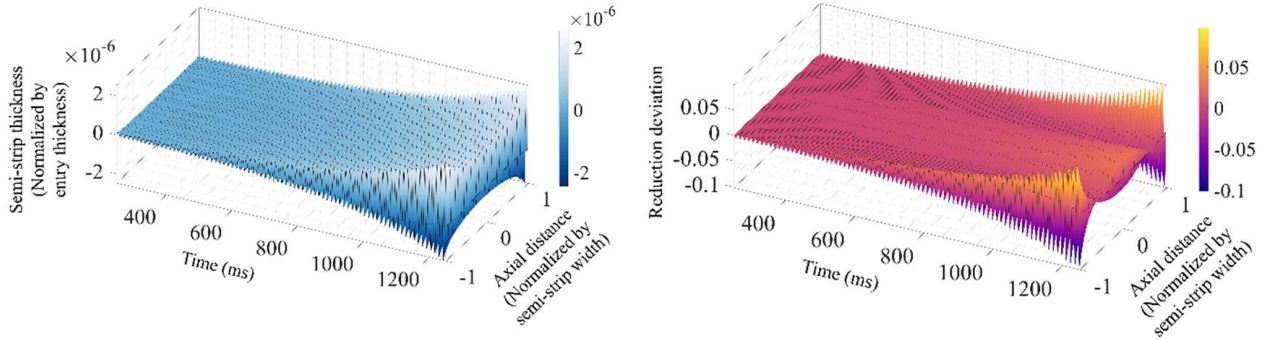 Semi-strip thickness
(Normalized by
entry thickness)
×10⁻⁶
2
0
-2
400
600
800
1000
1200
Time (ms)
1
0
-1
Axial distance
(Normalized by
semi-strip width)
×10⁻⁶
2
0
-2
Reduction deviation
0.05
0
-0.05
-0.1
400
600
800
1000
1200
Time (ms)
1
0
-1
Axial distance
(Normalized by
semi-strip width)
0.05
0
-0.05
-0.1